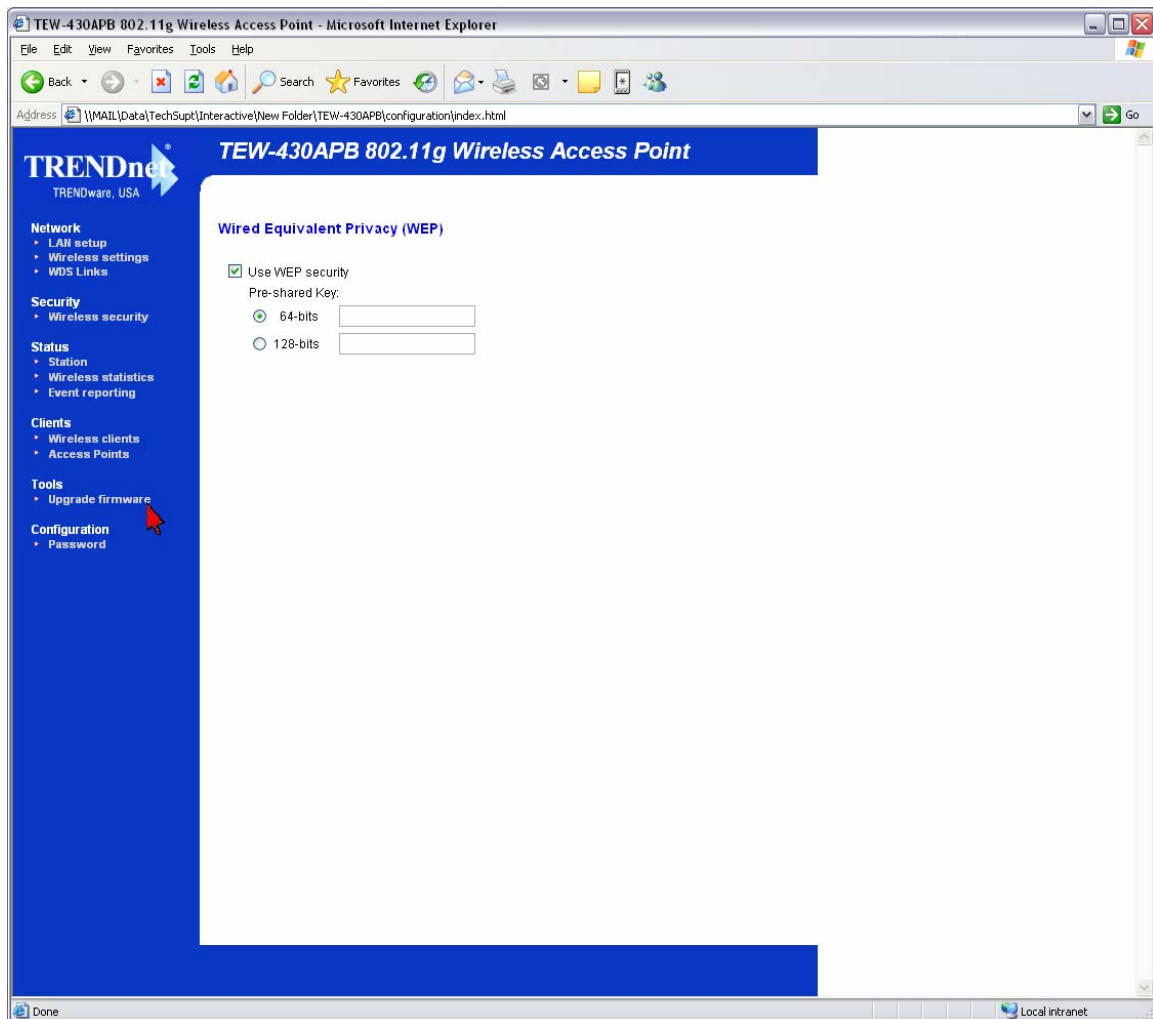 TEW-430APB 802.11g Wireless Access Point - Microsoft Internet Explorer
File Edit View Favorites Tools Help
Back Search Favorites
Address \\MAIL\Data\TechSupt\Interactive\New Folder\TEW-430APB\configuration\index.html Go
TRENDnet®
TRENDware, USA
TEW-430APB 802.11g Wireless Access Point
Network
LAN setup
Wireless settings
WDS Links
Security
Wireless security
Status
Station
Wireless statistics
Event reporting
Clients
Wireless clients
Access Points
Tools
Upgrade firmware
Configuration
Password
Wired Equivalent Privacy (WEP)
Use WEP security
Pre-shared Key:
64-bits
128-bits
Done Local intranet